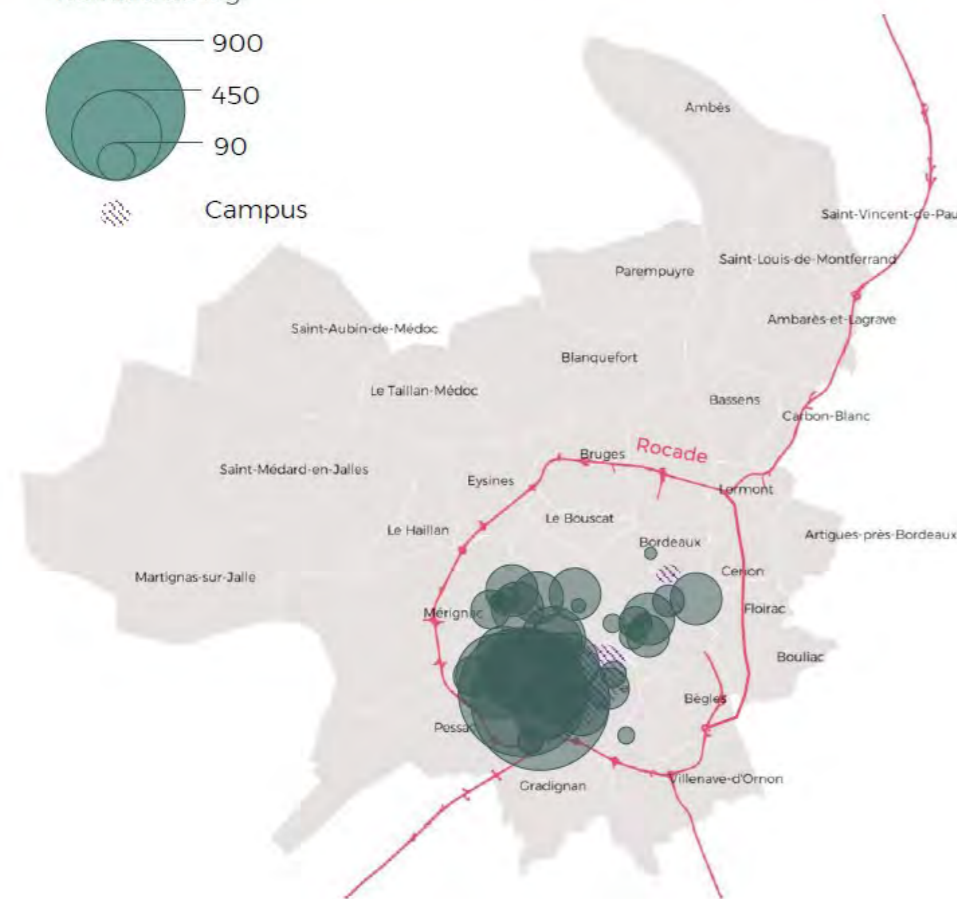 900
450
90
Campus
Ambès
Saint-Vincent-de-Pau
Saint-Louis-de-Montferrand
Parempuyre
Ambarès-et-Lagrave
Saint-Aubin-de-Médoc
Blanquefort
Le Taillan-Médoc
Bassens
Carbon-Blanc
Rocade
Bruges
Saint-Médard-en-Jalles
Eysines
Lormont
Le Bouscat
Le Haillan
Artigues-près-Bordeaux
Bordeaux
Cenon
Martignas-sur-Jalle
Mérignac
Floirac
Bouliac
Bègles
Pessac
Villenave-d'Ornon
Gradignan